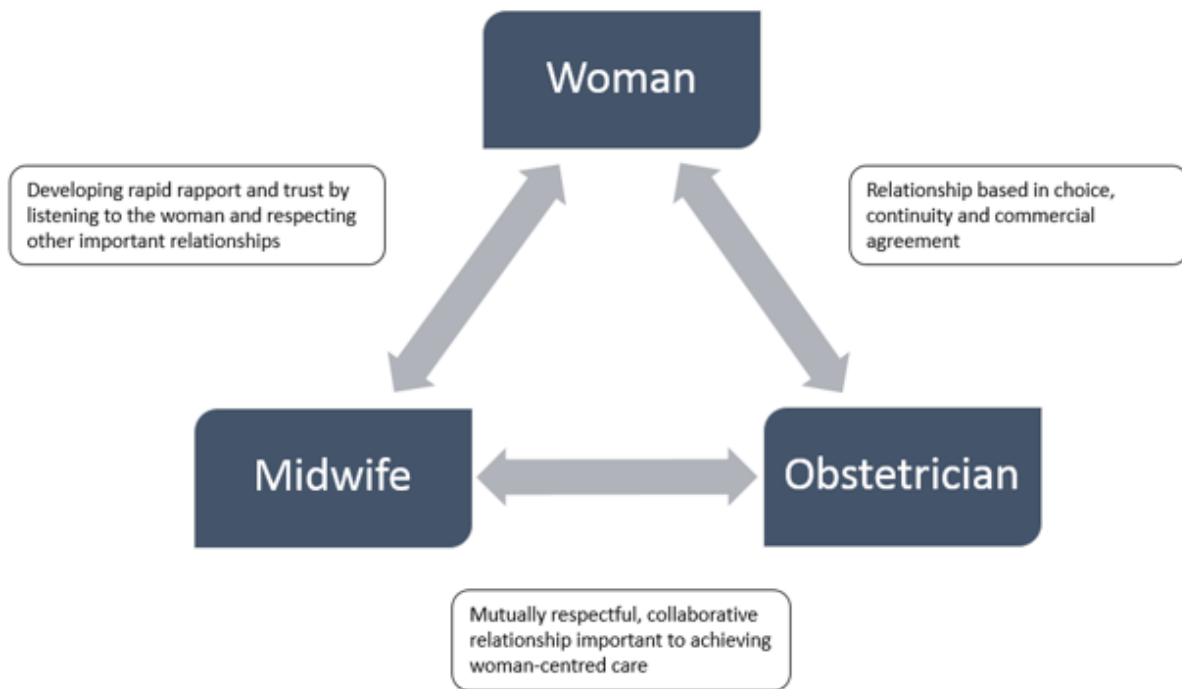 Woman
Developing rapid rapport and trust by
listening to the woman and respecting
other important relationships
Relationship based in choice,
continuity and commercial
agreement
Midwife
Obstetrician
Mutually respectful, collaborative
relationship important to achieving
woman-centred care